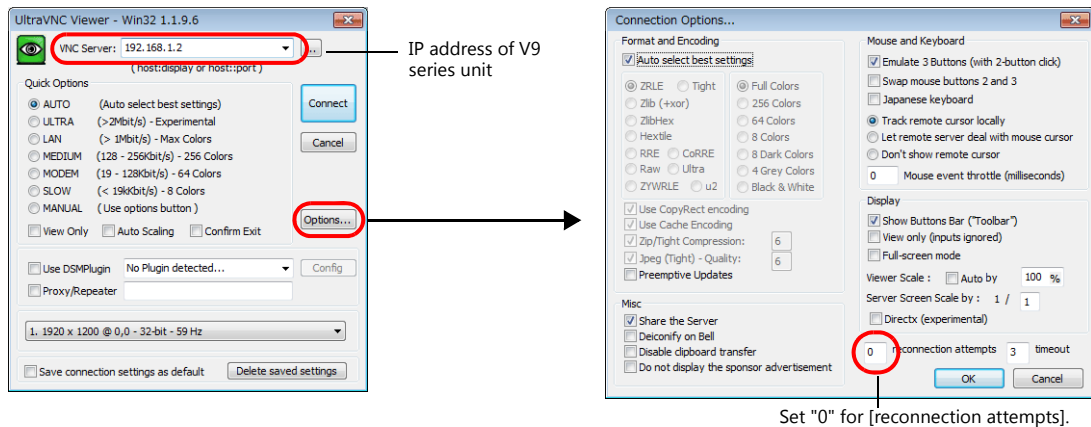 UltraVNC Viewer - Win32 1.1.9.6
VNC Server: 192.168.1.2 ...
( host:display or host::port )
IP address of V9
series unit
Quick Options
AUTO (Auto select best settings)
ULTRA (>2Mbit/s) - Experimental
LAN (> 1Mbit/s) - Max Colors
MEDIUM (128 - 256Kbit/s) - 256 Colors
MODEM (19 - 128Kbit/s) - 64 Colors
SLOW (< 19kKbit/s) - 8 Colors
MANUAL (Use options button )
View Only Auto Scaling Confirm Exit
Connect
Cancel
Options...
Use DSMPlugin No Plugin detected... Config
Proxy/Repeater
1. 1920 x 1200 @ 0,0 - 32-bit - 59 Hz
Save connection settings as default Delete saved settings
Connection Options...
Format and Encoding
Auto select best settings
ZRLE Tight
Zlib (+xor)
ZlibHex
Hextile
RRE CoRRE
Raw Ultra
ZYWRLE u2
Full Colors
256 Colors
64 Colors
8 Colors
8 Dark Colors
4 Grey Colors
Black & White
Use CopyRect encoding
Use Cache Encoding
Zip/Tight Compression: 6
Jpeg (Tight) - Quality: 6
Preemptive Updates
Misc
Share the Server
Deiconify on Bell
Disable clipboard transfer
Do not display the sponsor advertisement
Mouse and Keyboard
Emulate 3 Buttons (with 2-button click)
Swap mouse buttons 2 and 3
Japanese keyboard
Track remote cursor locally
Let remote server deal with mouse cursor
Don't show remote cursor
0 Mouse event throttle (milliseconds)
Display
Show Buttons Bar ("Toolbar")
View only (inputs ignored)
Full-screen mode
Viewer Scale : Auto by 100 %
Server Screen Scale by : 1 / 1
Directx (experimental)
0 reconnection attempts 3 timeout
OK Cancel
Set "0" for [reconnection attempts].